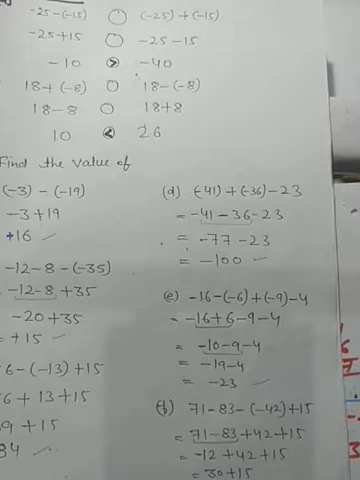 -25-(-15) ○ (-25)+(-15)
-25+15 ○ -25-15
-10 > -40
18+(-8) ○ 18-(-8)
18-8 ○ 18+8
10 < 26
Find the value of
(-3) - (-19)
-3+19
+16 ✓
-12-8-(-35)
-12-8+35
-20+35
= +15 ✓
6-(-13)+15
6+13+15
9+15
34 ✓
(d) (-41)+(-36)-23
= -41-36-23
= -77-23
= -100 ✓
(e) -16-(-6)+(-9)-4
= -16+6-9-4
= -10-9-4
= -19-4
= -23 ✓
(f) 71-83-(-42)+15
= 71-83+42+15
= -12+42+15
= 30+15